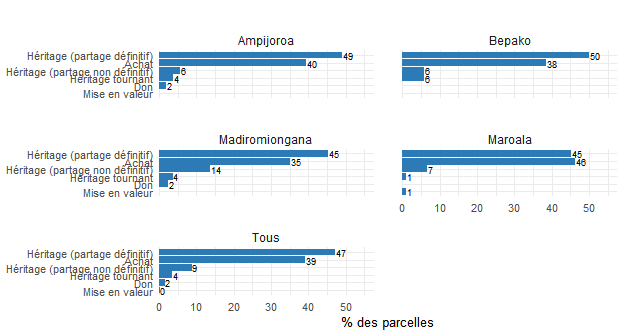 Ampijoroa
Bepako
Héritage (partage définitif) 49
Achat 40
Héritage (partage non définitif) 6
Héritage tournant 4
Don 2
Mise en valeur
50
38
6
6
Madiromiongana
Maroala
Héritage (partage définitif) 45
Achat 35
Héritage (partage non définitif) 14
Héritage tournant 4
Don 2
Mise en valeur
45
46
7
1
1
0 10 20 30 40 50
Tous
Héritage (partage définitif) 47
Achat 39
Héritage (partage non définitif) 9
Héritage tournant 4
Don 2
Mise en valeur 0
0 10 20 30 40 50
% des parcelles